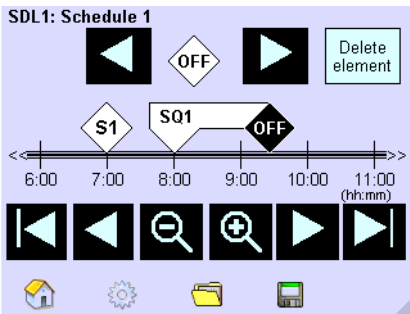 SDL1: Schedule 1
OFF
Delete
element
S1
SQ1
OFF
<<
>>
6:00 7:00 8:00 9:00 10:00 11:00
(hh:mm)